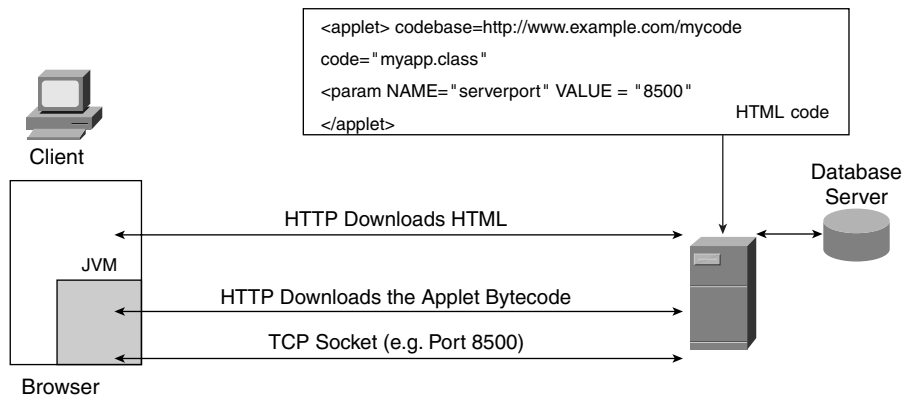 <applet> codebase=http://www.example.com/mycode
code="myapp.class"
<param NAME="serverport" VALUE = "8500"
</applet>
HTML code
Client
Database
Server
HTTP Downloads HTML
JVM
HTTP Downloads the Applet Bytecode
TCP Socket (e.g. Port 8500)
Browser